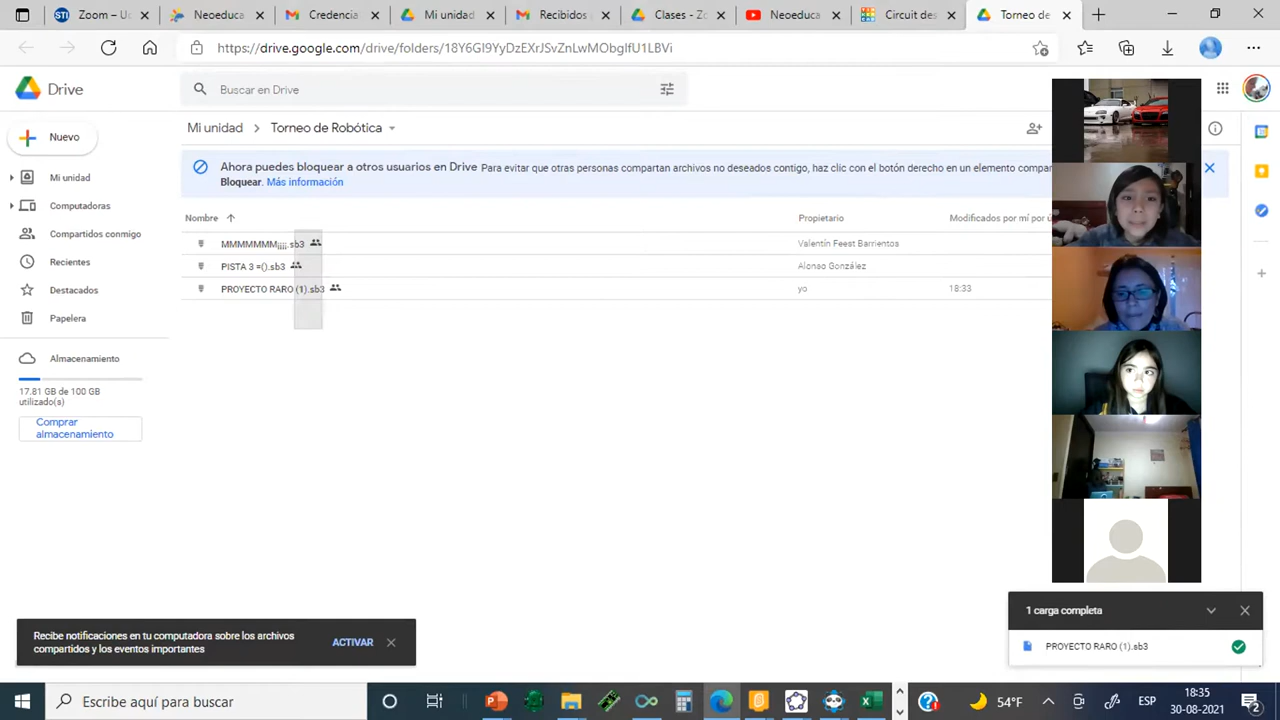 Zoom – Uc
Neoeduca
Credencia
Mi unidad
Recibidos
Clases - Zo
Neoeduca
Circuit des
Torneo de
https://drive.google.com/drive/folders/18Y6GI9YyDzEXrJSvZnLwMObgIfU1LBVi
Drive
Buscar en Drive
Nuevo
Mi unidad > Torneo de Robótica
Ahora puedes bloquear a otros usuarios en Drive Para evitar que otras personas compartan archivos no deseados contigo, haz clic con el botón derecho en un elemento compar
Bloquear. Más información
Mi unidad
Computadoras
Compartidos conmigo
Recientes
Destacados
Papelera
Almacenamiento
17.81 GB de 100 GB
utilizado(s)
Comprar
almacenamiento
Nombre Propietario Modificados por mí por ú
MMMMMMM¡¡¡¡.sb3 Valentín Feest Barrientos
PISTA 3 =().sb3 Alonso González
PROYECTO RARO (1).sb3 yo 18:33
Recibe notificaciones en tu computadora sobre los archivos
compartidos y los eventos importantes
ACTIVAR
1 carga completa
PROYECTO RARO (1).sb3
Escribe aquí para buscar
54°F
ESP
18:35
30-08-2021
2